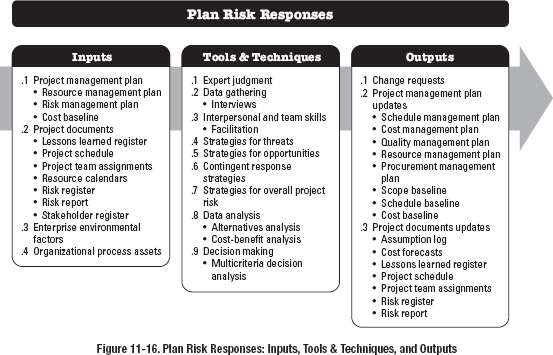 Plan Risk Responses
Inputs
.1 Project management plan
• Resource management plan
• Risk management plan
• Cost baseline
.2 Project documents
• Lessons learned register
• Project schedule
• Project team assignments
• Resource calendars
• Risk register
• Risk report
• Stakeholder register
.3 Enterprise environmental
factors
.4 Organizational process assets
Tools & Techniques
.1 Expert judgment
.2 Data gathering
• Interviews
.3 Interpersonal and team skills
• Facilitation
.4 Strategies for threats
.5 Strategies for opportunities
.6 Contingent response
strategies
.7 Strategies for overall project
risk
.8 Data analysis
• Alternatives analysis
• Cost-benefit analysis
.9 Decision making
• Multicriteria decision
analysis
Outputs
.1 Change requests
.2 Project management plan
updates
• Schedule management plan
• Cost management plan
• Quality management plan
• Resource management plan
• Procurement management
plan
• Scope baseline
• Schedule baseline
• Cost baseline
.3 Project documents updates
• Assumption log
• Cost forecasts
• Lessons learned register
• Project schedule
• Project team assignments
• Risk register
• Risk report
Figure 11-16. Plan Risk Responses: Inputs, Tools & Techniques, and Outputs